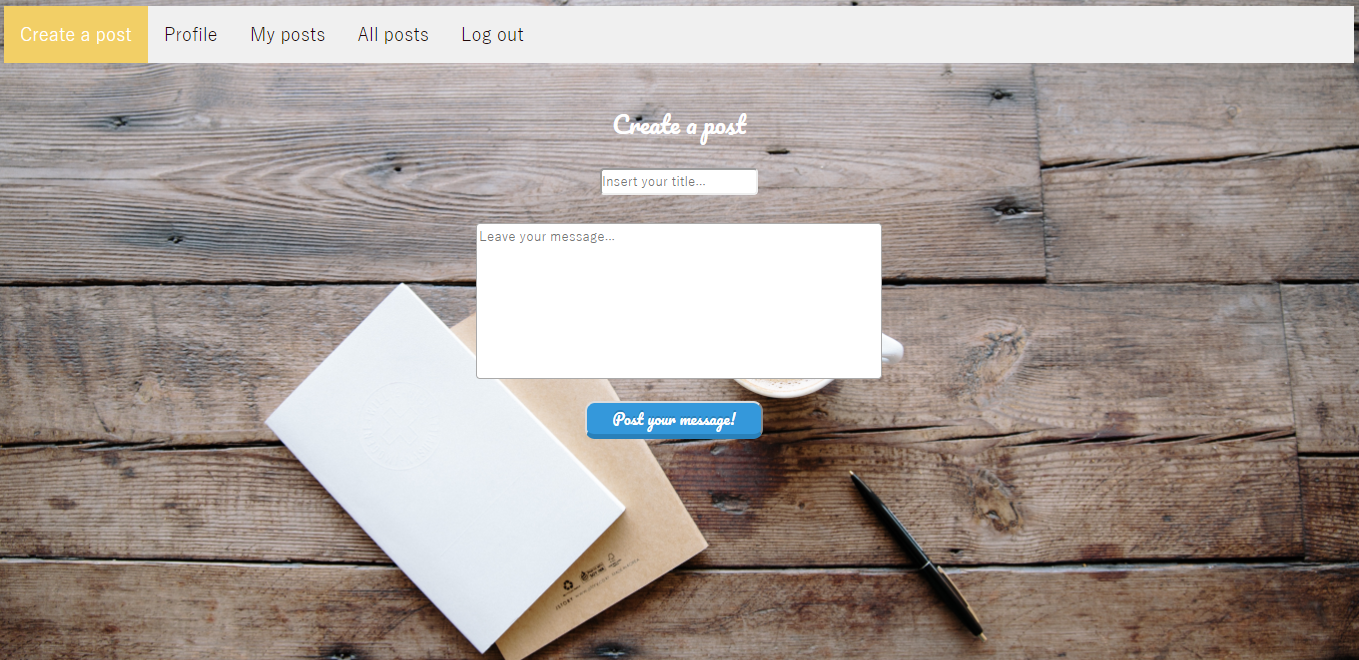 Create a post Profile My posts All posts Log out
Create a post
Insert your title...
Leave your message...
Post your message!